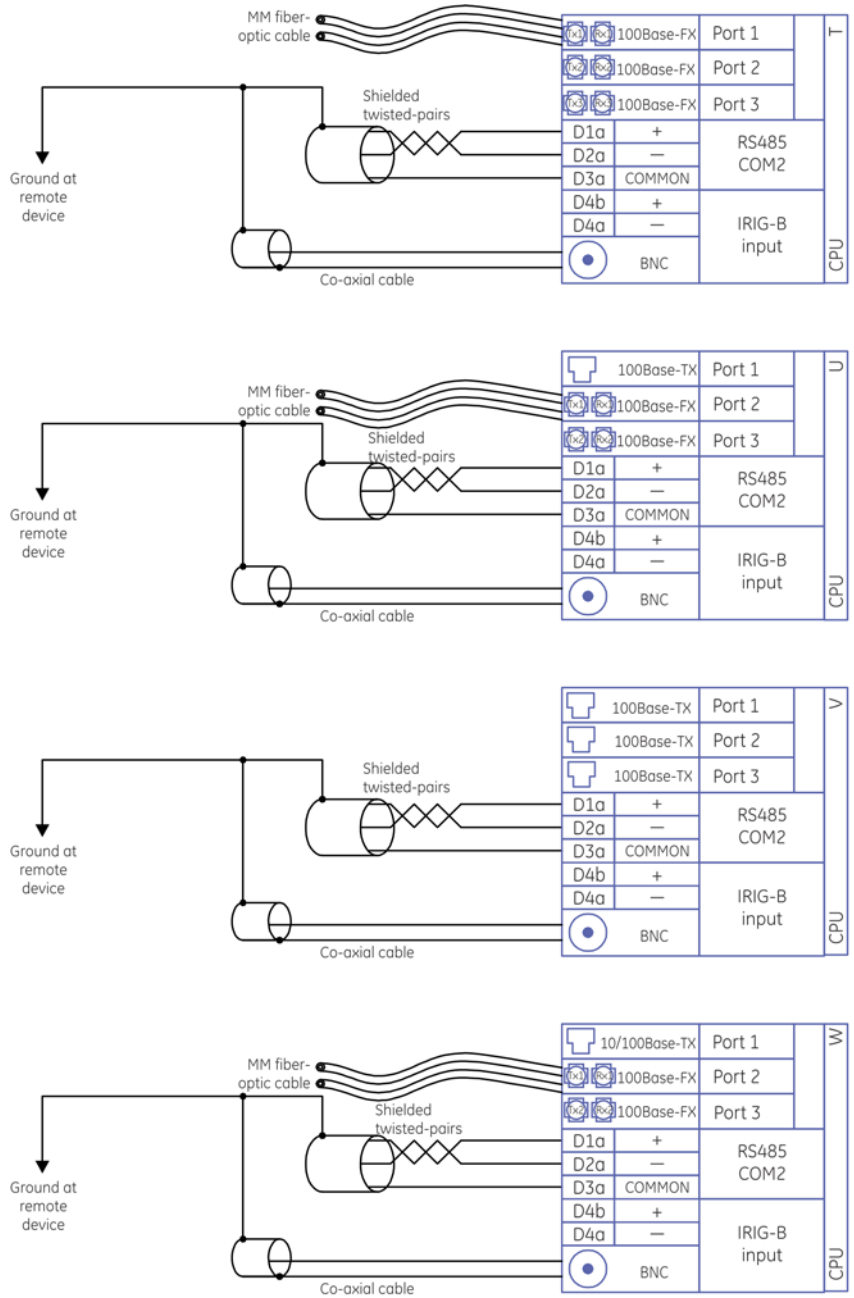 MM fiber-
optic cable
Tx1 Rx1 100Base-FX Port 1 T
Tx2 Rx2 100Base-FX Port 2
Tx3 Rx3 100Base-FX Port 3
Shielded
twisted-pairs
D1a + RS485
D2a — COM2
D3a COMMON
Ground at
remote
device
D4b +
D4a — IRIG-B
input
BNC CPU
Co-axial cable
100Base-TX Port 1 U
MM fiber-
optic cable
Tx1 Rx1 100Base-FX Port 2
Tx2 Rx2 100Base-FX Port 3
Shielded
twisted-pairs
D1a + RS485
D2a — COM2
D3a COMMON
Ground at
remote
device
D4b +
D4a — IRIG-B
input
BNC CPU
Co-axial cable
100Base-TX Port 1 V
100Base-TX Port 2
100Base-TX Port 3
Shielded
twisted-pairs
D1a + RS485
D2a — COM2
D3a COMMON
Ground at
remote
device
D4b +
D4a — IRIG-B
input
BNC CPU
Co-axial cable
10/100Base-TX Port 1 W
MM fiber-
optic cable
Tx1 Rx1 100Base-FX Port 2
Tx2 Rx2 100Base-FX Port 3
Shielded
twisted-pairs
D1a + RS485
D2a — COM2
D3a COMMON
Ground at
remote
device
D4b +
D4a — IRIG-B
input
BNC CPU
Co-axial cable